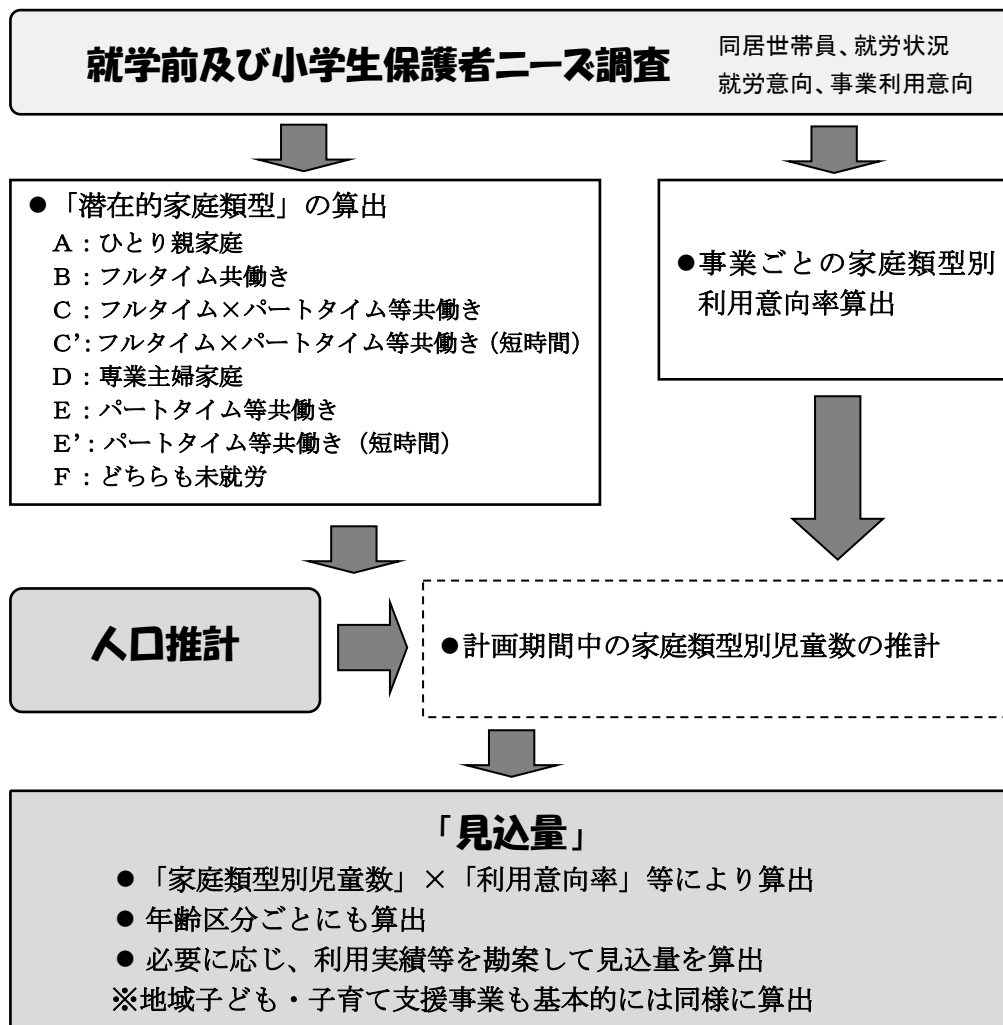 就学前及び小学生保護者ニーズ調査
同居世帯員、就労状況
就労意向、事業利用意向
●「潜在的家庭類型」の算出
A：ひとり親家庭
B：フルタイム共働き
C：フルタイム×パートタイム等共働き
C’：フルタイム×パートタイム等共働き（短時間）
D：専業主婦家庭
E：パートタイム等共働き
E’：パートタイム等共働き（短時間）
F：どちらも未就労
●事業ごとの家庭類型別
利用意向率算出
人口推計
●計画期間中の家庭類型別児童数の推計
「見込量」
●「家庭類型別児童数」×「利用意向率」等により算出
●年齢区分ごとにも算出
●必要に応じ、利用実績等を勘案して見込量を算出
※地域子ども・子育て支援事業も基本的には同様に算出